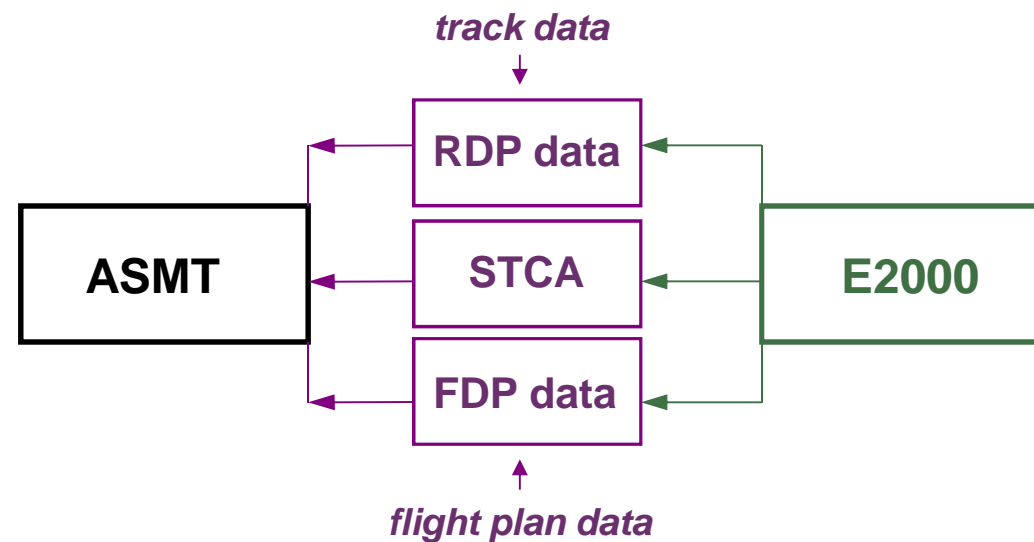 track data
RDP data
ASMT
STCA
E2000
FDP data
flight plan data